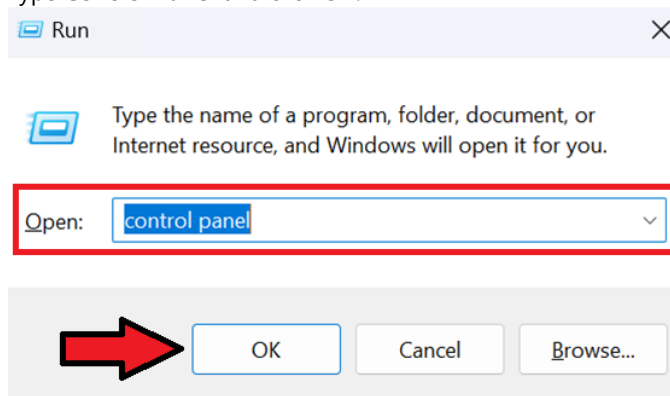 Run
Type the name of a program, folder, document, or
Internet resource, and Windows will open it for you.
Open: control panel
OK Cancel Browse...